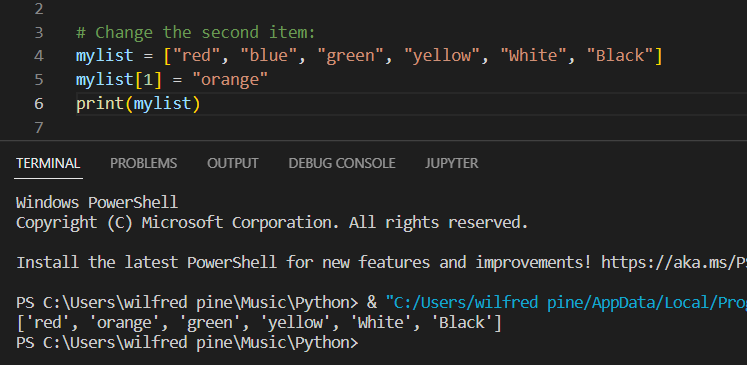 2
3 # Change the second item:
4 mylist = ["red", "blue", "green", "yellow", "White", "Black"]
5 mylist[1] = "orange"
6 print(mylist)
7
TERMINAL PROBLEMS OUTPUT DEBUG CONSOLE JUPYTER
Windows PowerShell
Copyright (C) Microsoft Corporation. All rights reserved.
Install the latest PowerShell for new features and improvements! https://aka.ms/PS
PS C:\Users\wilfred pine\Music\Python> & "C:/Users/wilfred pine/AppData/Local/Prog
['red', 'orange', 'green', 'yellow', 'White', 'Black']
PS C:\Users\wilfred pine\Music\Python>